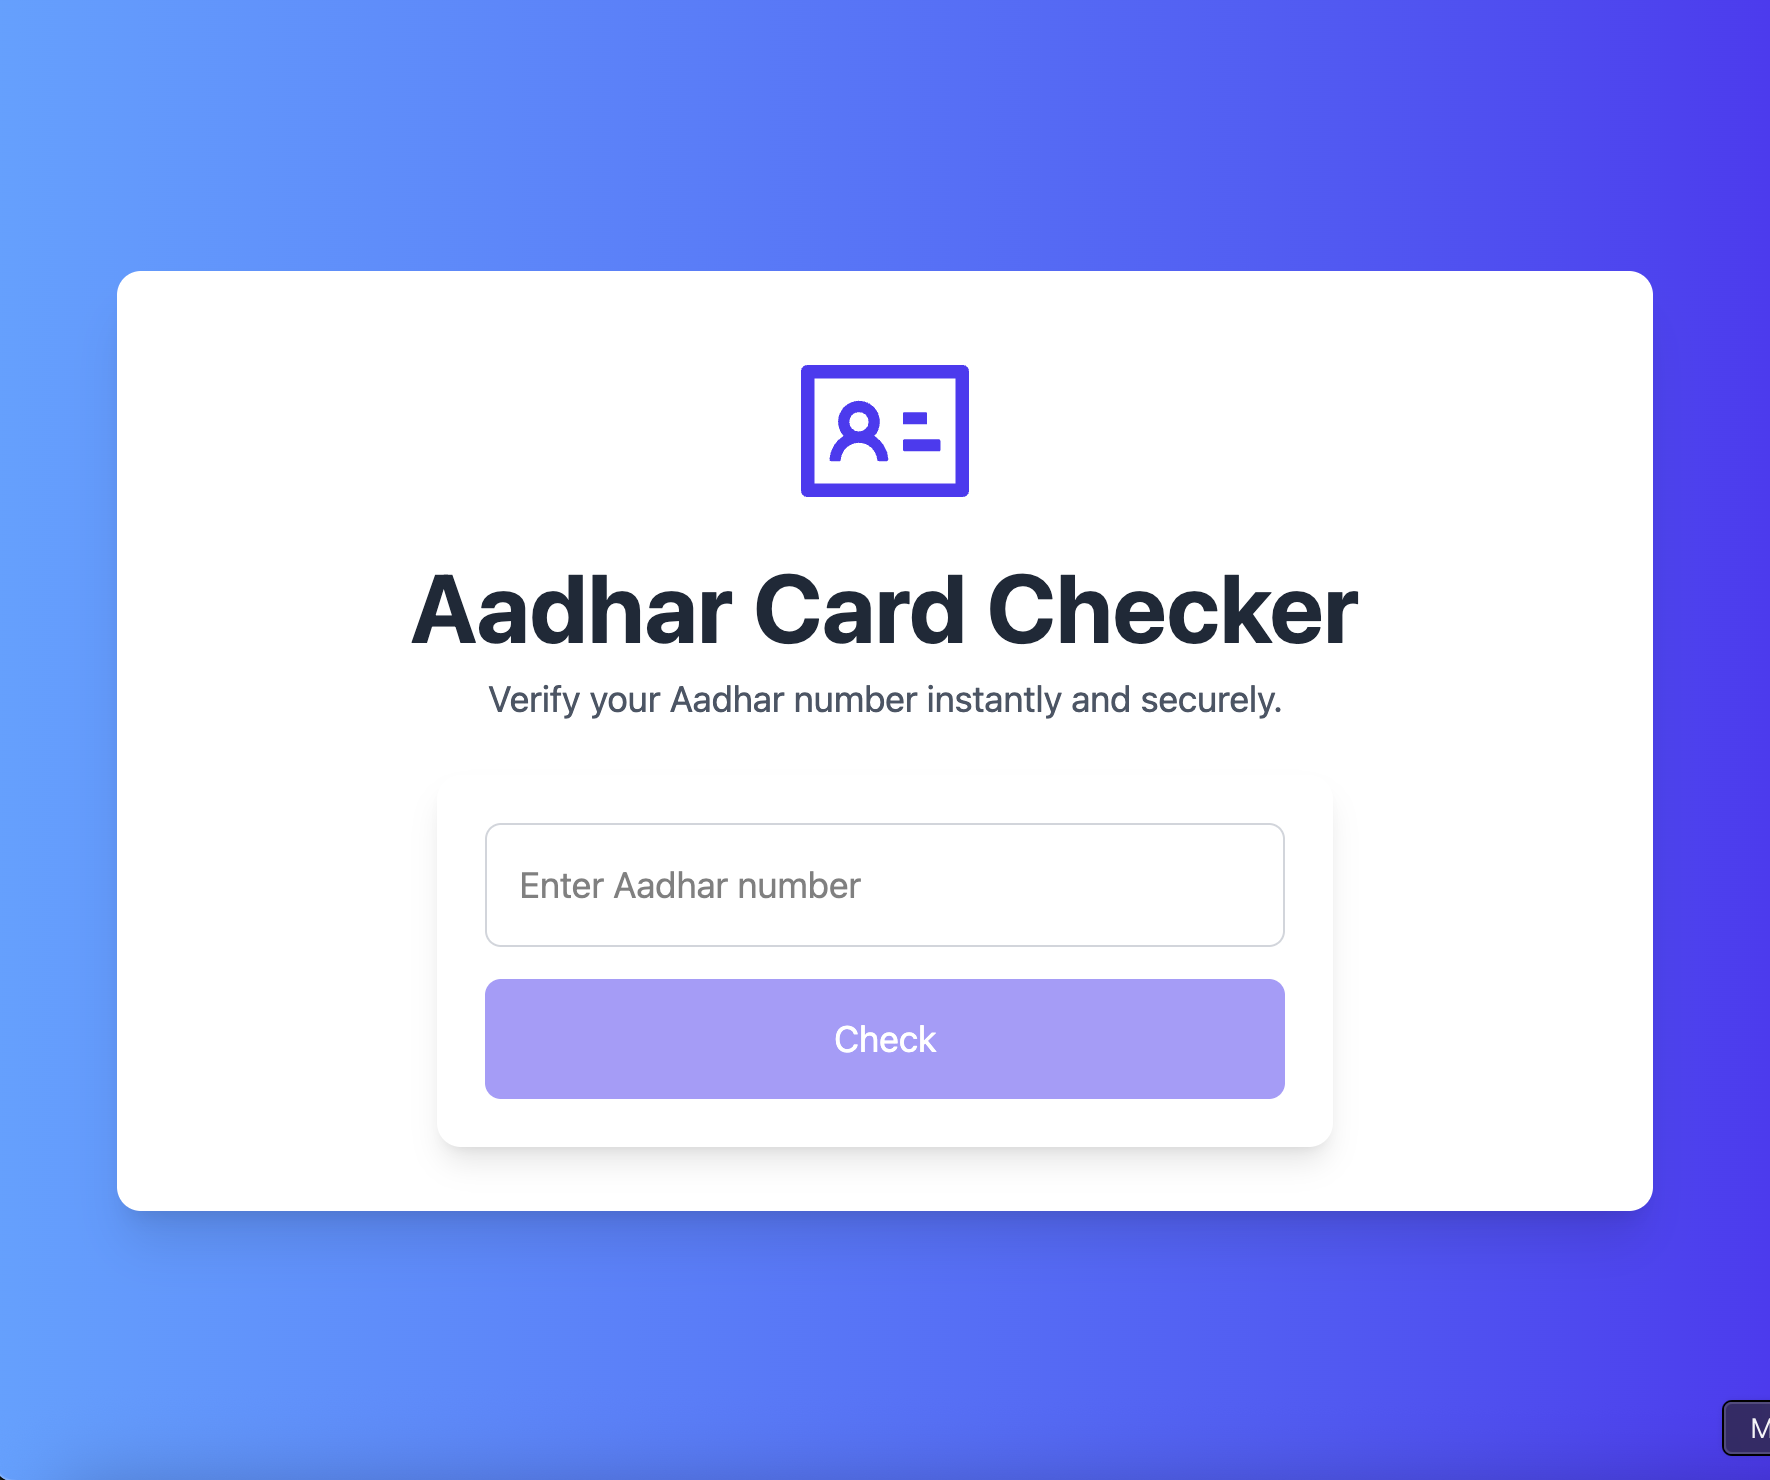 Aadhar Card Checker
Verify your Aadhar number instantly and securely.
Enter Aadhar number
Check
M